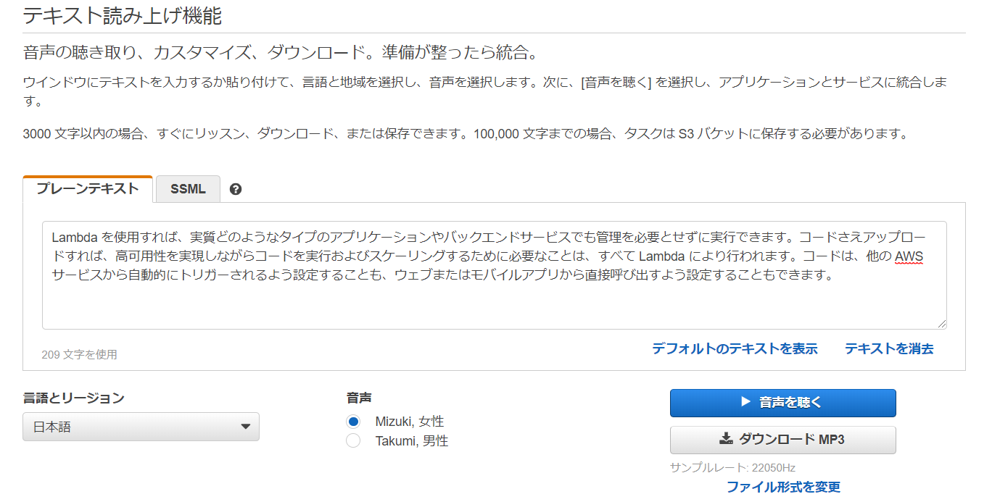 テキスト読み上げ機能
音声の聴き取り、カスタマイズ、ダウンロード。準備が整ったら統合。
ウインドウにテキストを入力するか貼り付けて、言語と地域を選択し、音声を選択します。次に、[音声を聴く] を選択し、アプリケーションとサービスに統合しま
す。
3000 文字以内の場合、すぐにリッスン、ダウンロード、または保存できます。100,000 文字までの場合、タスクは S3 バケットに保存する必要があります。
プレーンテキスト SSML ?
Lambda を使用すれば、実質どのようなタイプのアプリケーションやバックエンドサービスでも管理を必要とせずに実行できます。コードさえアップロー
ドすれば、高可用性を実現しながらコードを実行およびスケーリングするために必要なことは、すべて Lambda により行われます。コードは、他の AWS
サービスから自動的にトリガーされるよう設定することも、ウェブまたはモバイルアプリから直接呼び出すよう設定することもできます。
209 文字を使用 デフォルトのテキストを表示 テキストを消去
言語とリージョン
日本語
音声
Mizuki, 女性
Takumi, 男性
音声を聴く
ダウンロード MP3
サンプルレート: 22050Hz
ファイル形式を変更